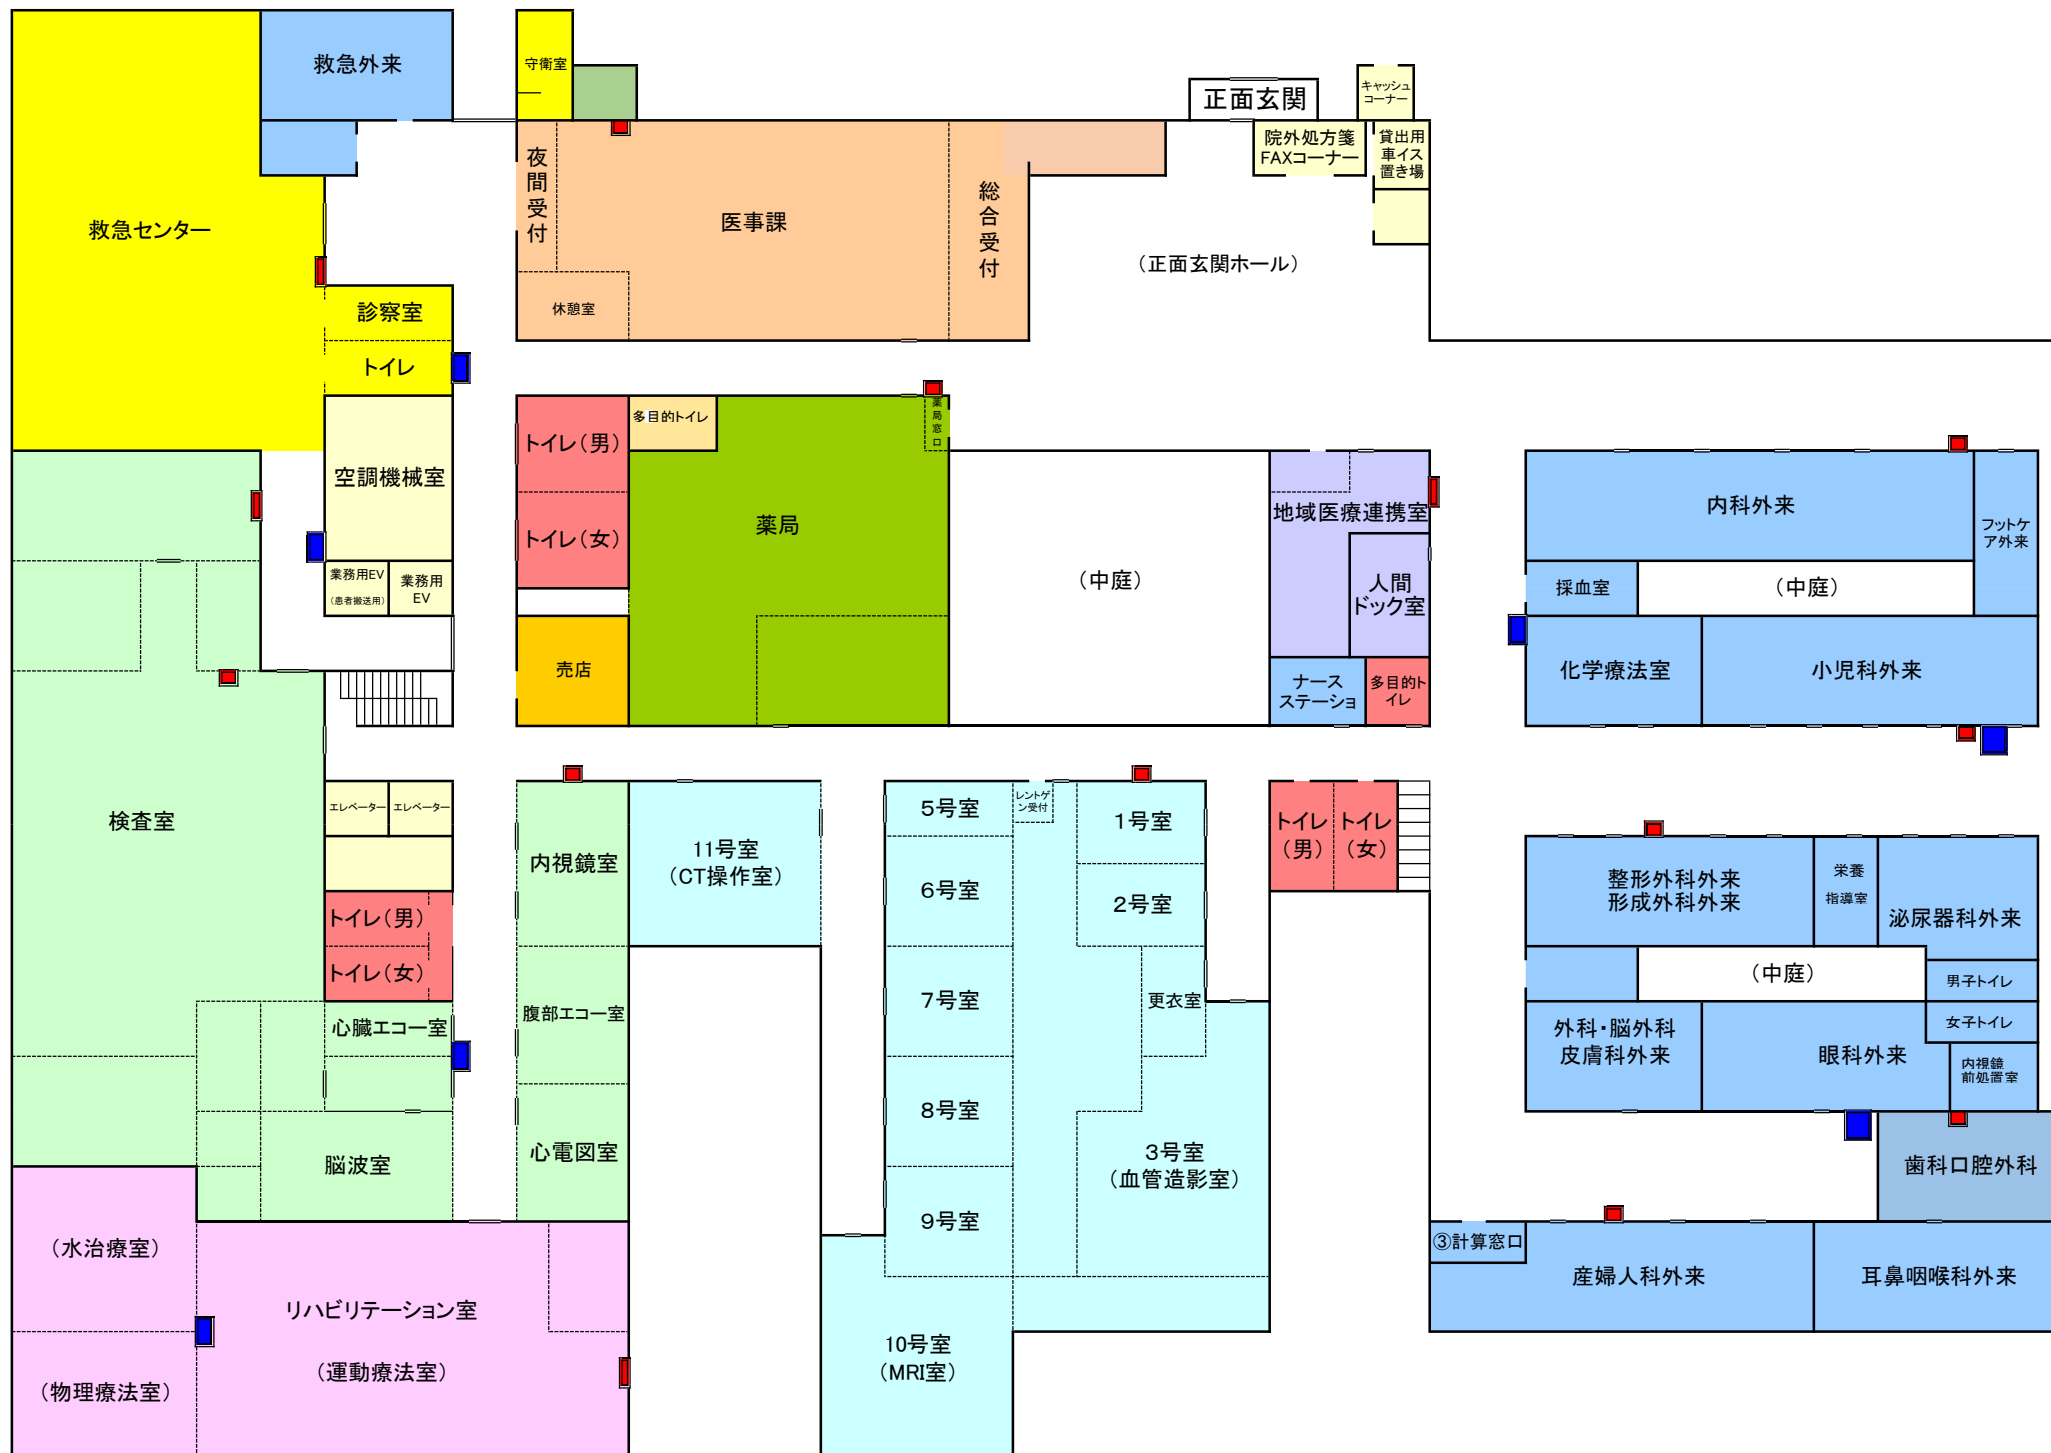 救急外来
守衛室
正面玄関
キャッシュ
コーナー
院外処方箋
FAXコーナー
貸出用
車イス
置き場
夜間受付
救急センター
医事課
総合受付
(正面玄関ホール)
休憩室
診察室
トイレ
トイレ(男)
多目的トイレ
薬局窓口
空調機械室
トイレ(女)
薬局
(中庭)
地域医療連携室
人間
ドック室
内科外来
フットケ
ア外来
業務用EV
(患者搬送用)
業務用
EV
採血室
(中庭)
売店
ナース
ステーショ
多目的ト
イレ
化学療法室
小児科外来
検査室
エレベーター
エレベーター
内視鏡室
11号室
(CT操作室)
5号室
レントゲ
ン受付
1号室
6号室
2号室
トイレ
(男)
トイレ
(女)
整形外科外来
形成外科外来
栄養
指導室
泌尿器科外来
トイレ(男)
トイレ(女)
(中庭)
男子トイレ
心臓エコー室
腹部エコー室
7号室
更衣室
外科・脳外科
皮膚科外来
眼科外来
女子トイレ
内視鏡
前処置室
脳波室
心電図室
8号室
3号室
(血管造影室)
歯科口腔外科
9号室
(水治療室)
リハビリテーション室
(運動療法室)
(物理療法室)
10号室
(MRI室)
③計算窓口
産婦人科外来
耳鼻咽喉科外来